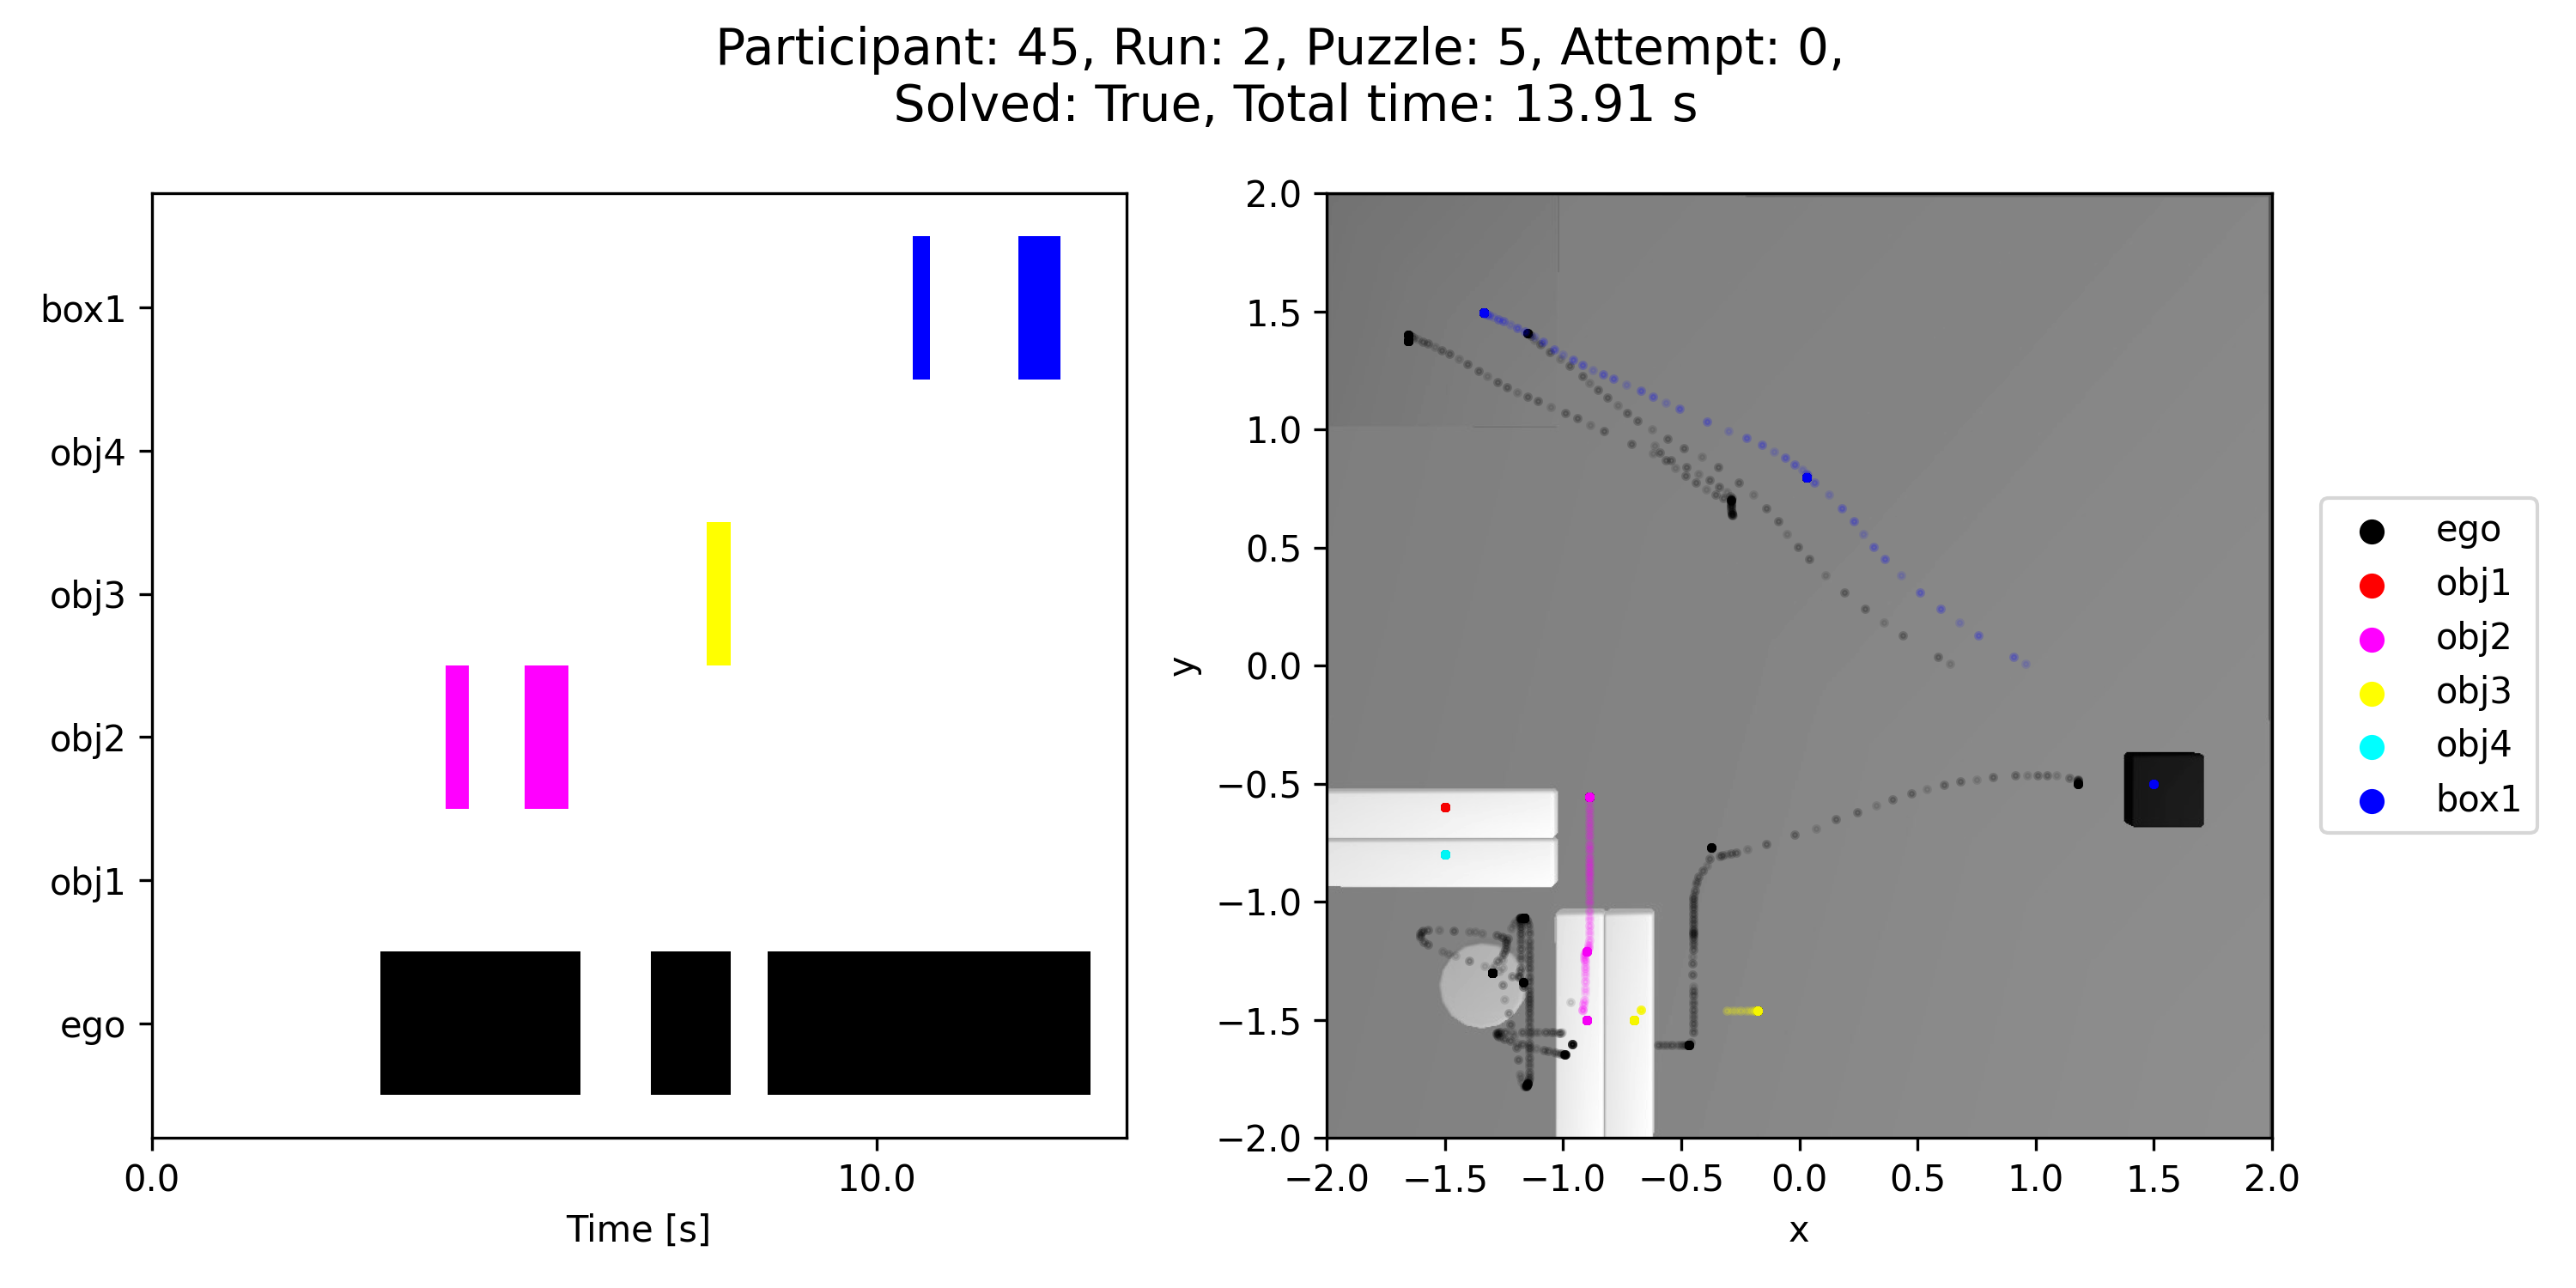 Participant: 45, Run: 2, Puzzle: 5, Attempt: 0,
Solved: True, Total time: 13.91 s
box1
obj4
obj3
obj2
obj1
ego
0.0
10.0
Time [s]
2.0
1.5
1.0
0.5
0.0
−0.5
−1.0
−1.5
−2.0
y
−2.0
−1.5
−1.0
−0.5
0.0
0.5
1.0
1.5
2.0
x
ego
obj1
obj2
obj3
obj4
box1